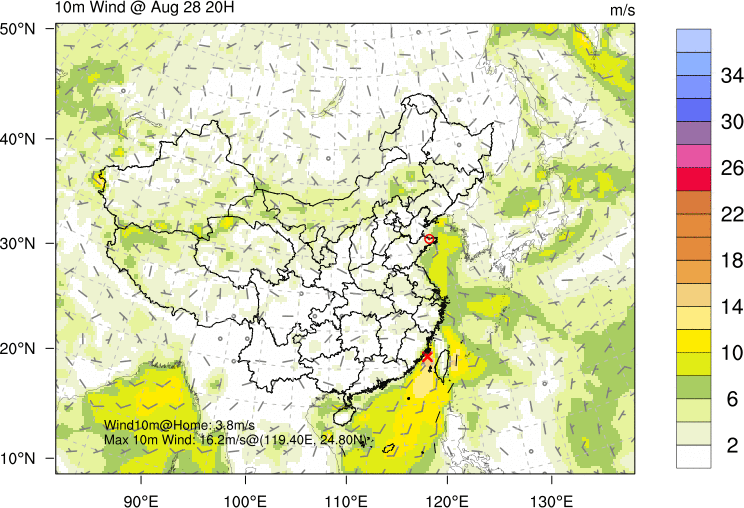 10m Wind @ Aug 28 20H
m/s
50°N
40°N
30°N
20°N
10°N
90°E
100°E
110°E
120°E
130°E
Wind10m@Home: 3.8m/s
Max 10m Wind: 16.2m/s@(119.40E, 24.80N)
34
30
26
22
18
14
10
6
2